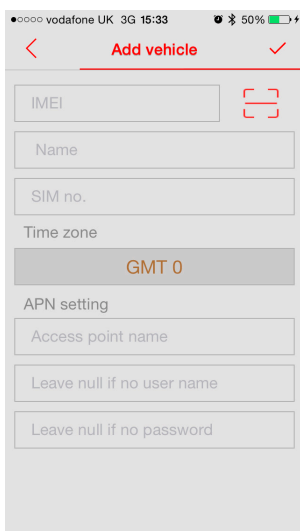 vodafone UK 3G 15:33 50%
Add vehicle
IMEI
Name
SIM no.
Time zone
GMT 0
APN setting
Access point name
Leave null if no user name
Leave null if no password